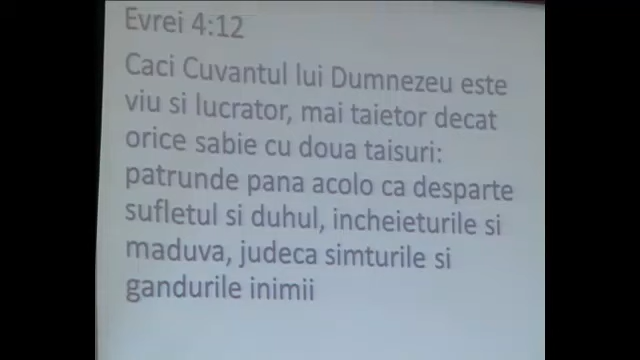 Evrei 4:12
Caci Cuvantul lui Dumnezeu este
viu si lucrator, mai taietor decat
orice sabie cu doua taisuri:
patrunde pana acolo ca desparte
sufletul si duhul, incheieturile si
maduva, judeca simturile si
gandurile inimii